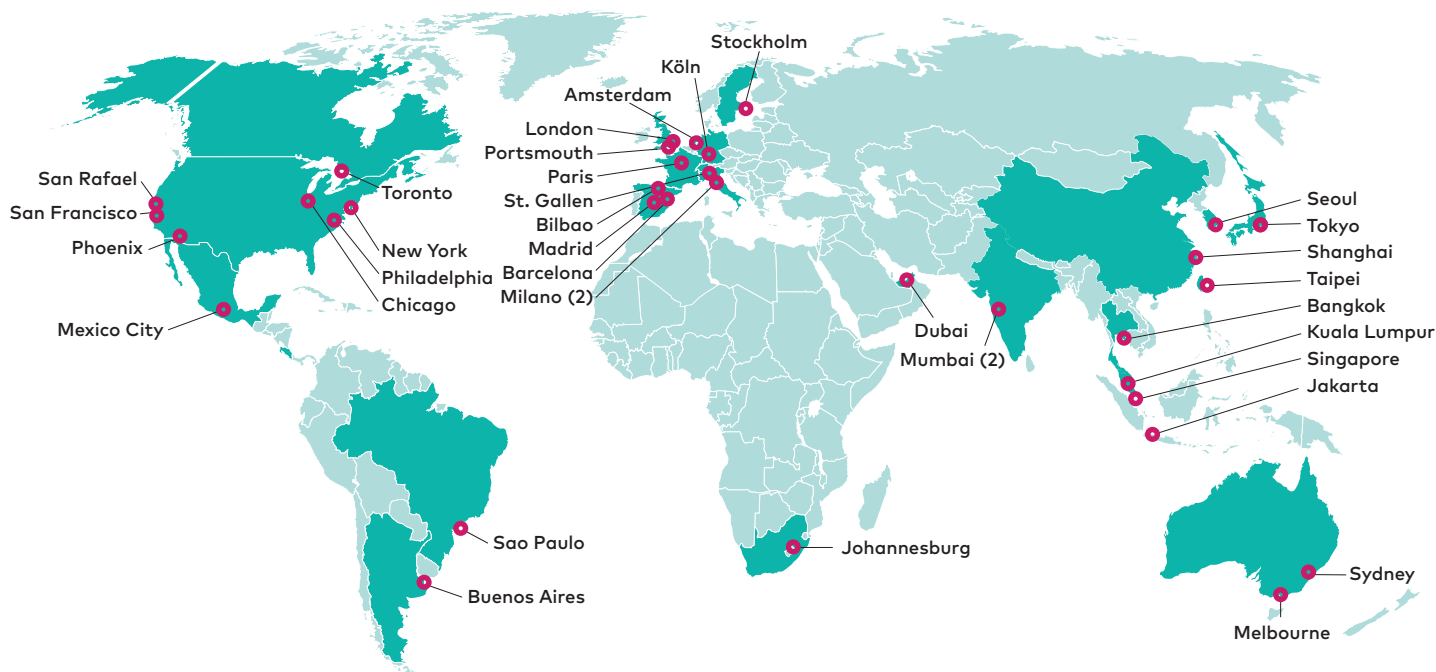 Stockholm
Köln
Amsterdam
London
Portsmouth
Paris
St. Gallen
Bilbao
Madrid
Barcelona
Milano (2)
San Rafael
San Francisco
Phoenix
Mexico City
Toronto
New York
Philadelphia
Chicago
Sao Paulo
Buenos Aires
Dubai
Mumbai (2)
Johannesburg
Seoul
Tokyo
Shanghai
Taipei
Bangkok
Kuala Lumpur
Singapore
Jakarta
Sydney
Melbourne